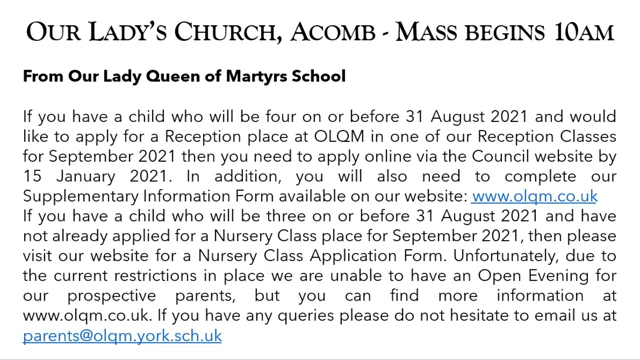 OUR LADY'S CHURCH, ACOMB - MASS BEGINS 10AM
From Our Lady Queen of Martyrs School
If you have a child who will be four on or before 31 August 2021 and would
like to apply for a Reception place at OLQM in one of our Reception Classes
for September 2021 then you need to apply online via the Council website by
15 January 2021. In addition, you will also need to complete our
Supplementary Information Form available on our website: www.olqm.co.uk
If you have a child who will be three on or before 31 August 2021 and have
not already applied for a Nursery Class place for September 2021, then please
visit our website for a Nursery Class Application Form. Unfortunately, due to
the current restrictions in place we are unable to have an Open Evening for
our prospective parents, but you can find more information at
www.olqm.co.uk. If you have any queries please do not hesitate to email us at
parents@olqm.york.sch.uk